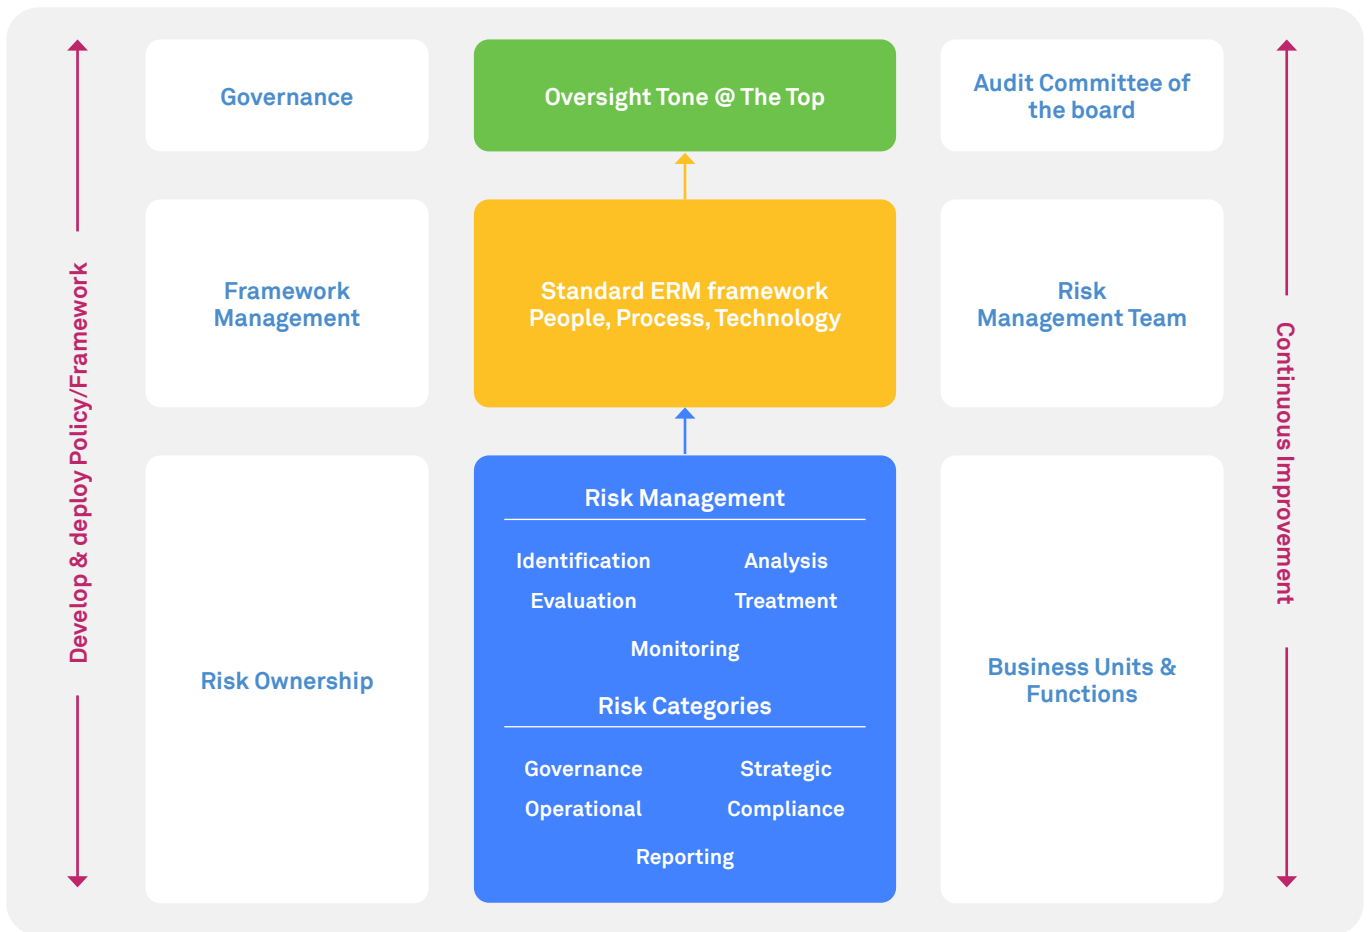 Develop & deploy Policy/Framework
Governance
Oversight Tone @ The Top
Audit Committee of
the board
Framework
Management
Standard ERM framework
People, Process, Technology
Risk
Management Team
Risk Ownership
Risk Management
Identification
Analysis
Evaluation
Treatment
Monitoring
Risk Categories
Governance
Strategic
Operational
Compliance
Reporting
Business Units &
Functions
Continuous Improvement